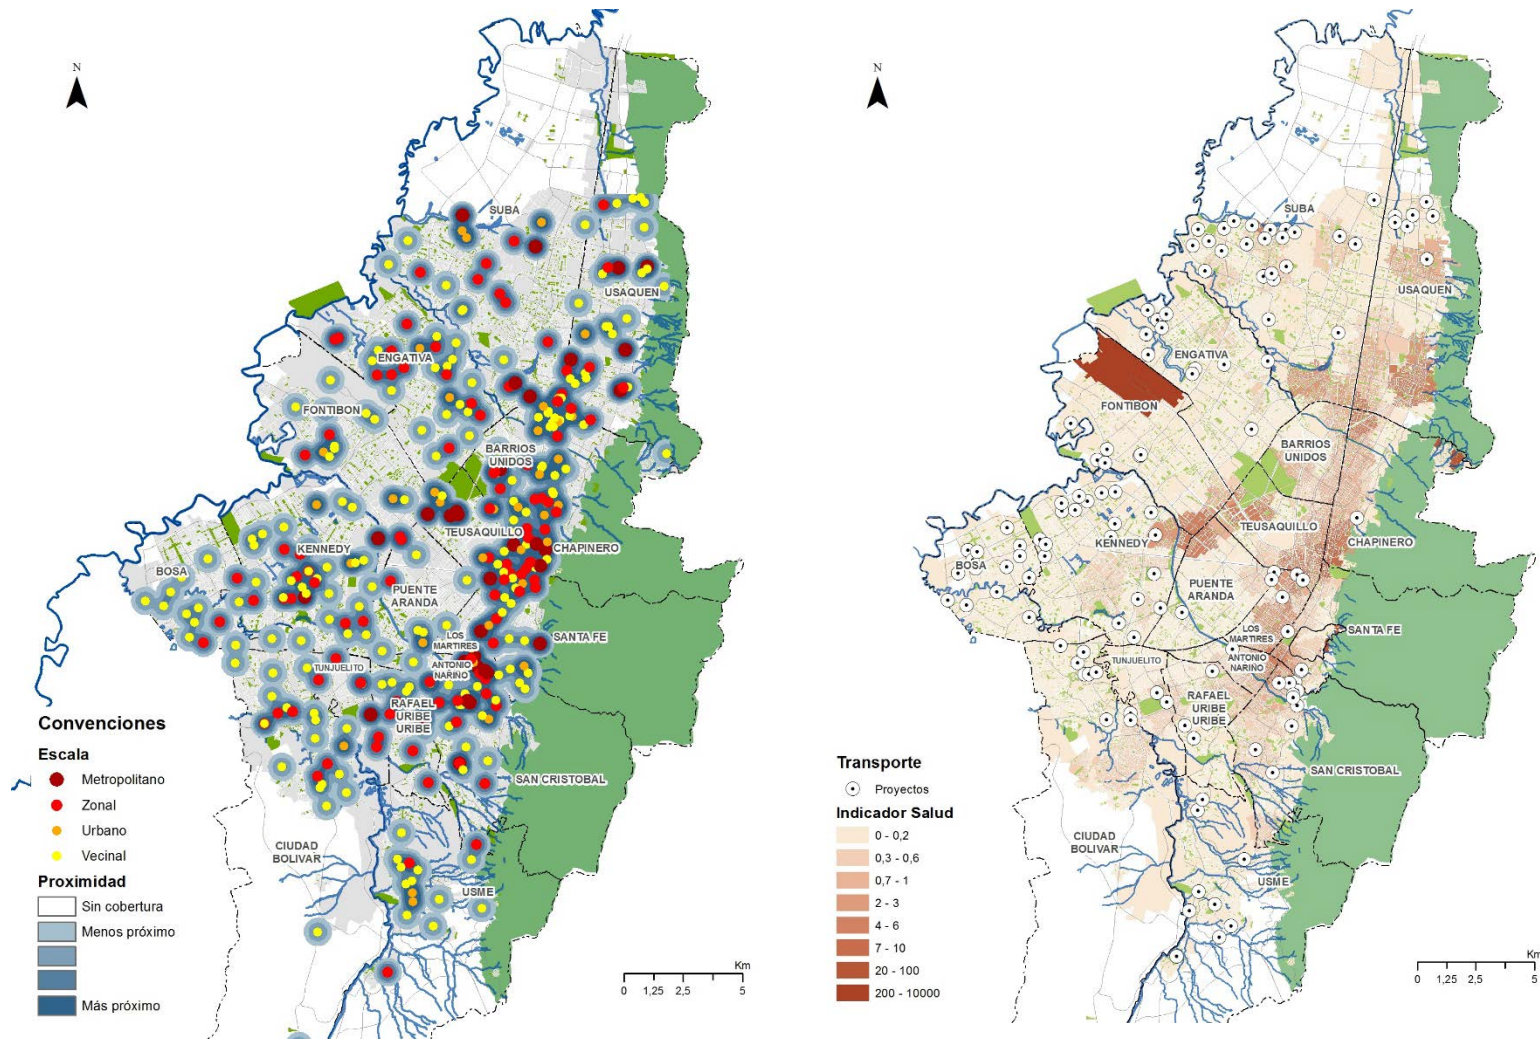 N
SUBA
USAQUEN
ENGATIVA
FONTIBON
BARRIOS
UNIDOS
TEUSAQUILLO
CHAPINERO
KENNEDY
BOSA
PUENTE
ARANDA
LOS
MARTIRES
SANTA FE
ANTONIO
NARIÑO
TUNJUELITO
RAFAEL
URIBE
URIBE
SAN CRISTOBAL
CIUDAD
BOLIVAR
USME
Convenciones
Escala
Metropolitano
Zonal
Urbano
Vecinal
Proximidad
Sin cobertura
Menos próximo
Más próximo
Km
0 1,25 2,5 5
N
SUBA
USAQUEN
ENGATIVA
FONTIBON
BARRIOS
UNIDOS
TEUSAQUILLO
CHAPINERO
KENNEDY
BOSA
PUENTE
ARANDA
LOS
MARTIRES
SANTA FE
ANTONIO
NARIÑO
TUNJUELITO
RAFAEL
URIBE
URIBE
SAN CRISTOBAL
CIUDAD
BOLIVAR
USME
Transporte
Proyectos
Indicador Salud
0 - 0,2
0,3 - 0,6
0,7 - 1
2 - 3
4 - 6
7 - 10
20 - 100
200 - 10000
Km
0 1,25 2,5 5